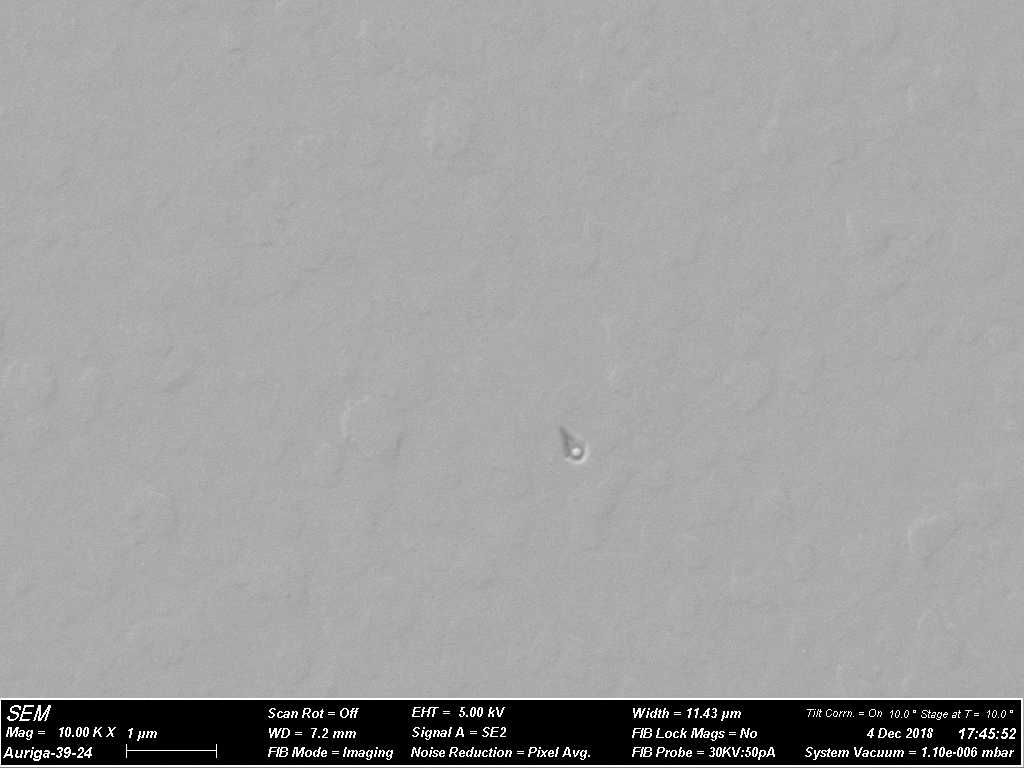 SEM
Mag = 10.00 K X 1 µm
Auriga-39-24
Scan Rot = Off
WD = 7.2 mm
FIB Mode = Imaging
EHT = 5.00 kV
Signal A = SE2
Noise Reduction = Pixel Avg.
Width = 11.43 µm
FIB Lock Mags = No
FIB Probe = 30KV:50pA
Tilt Corrn. = On 10.0 ° Stage at T = 10.0 °
4 Dec 2018 17:45:52
System Vacuum = 1.10e-006 mbar